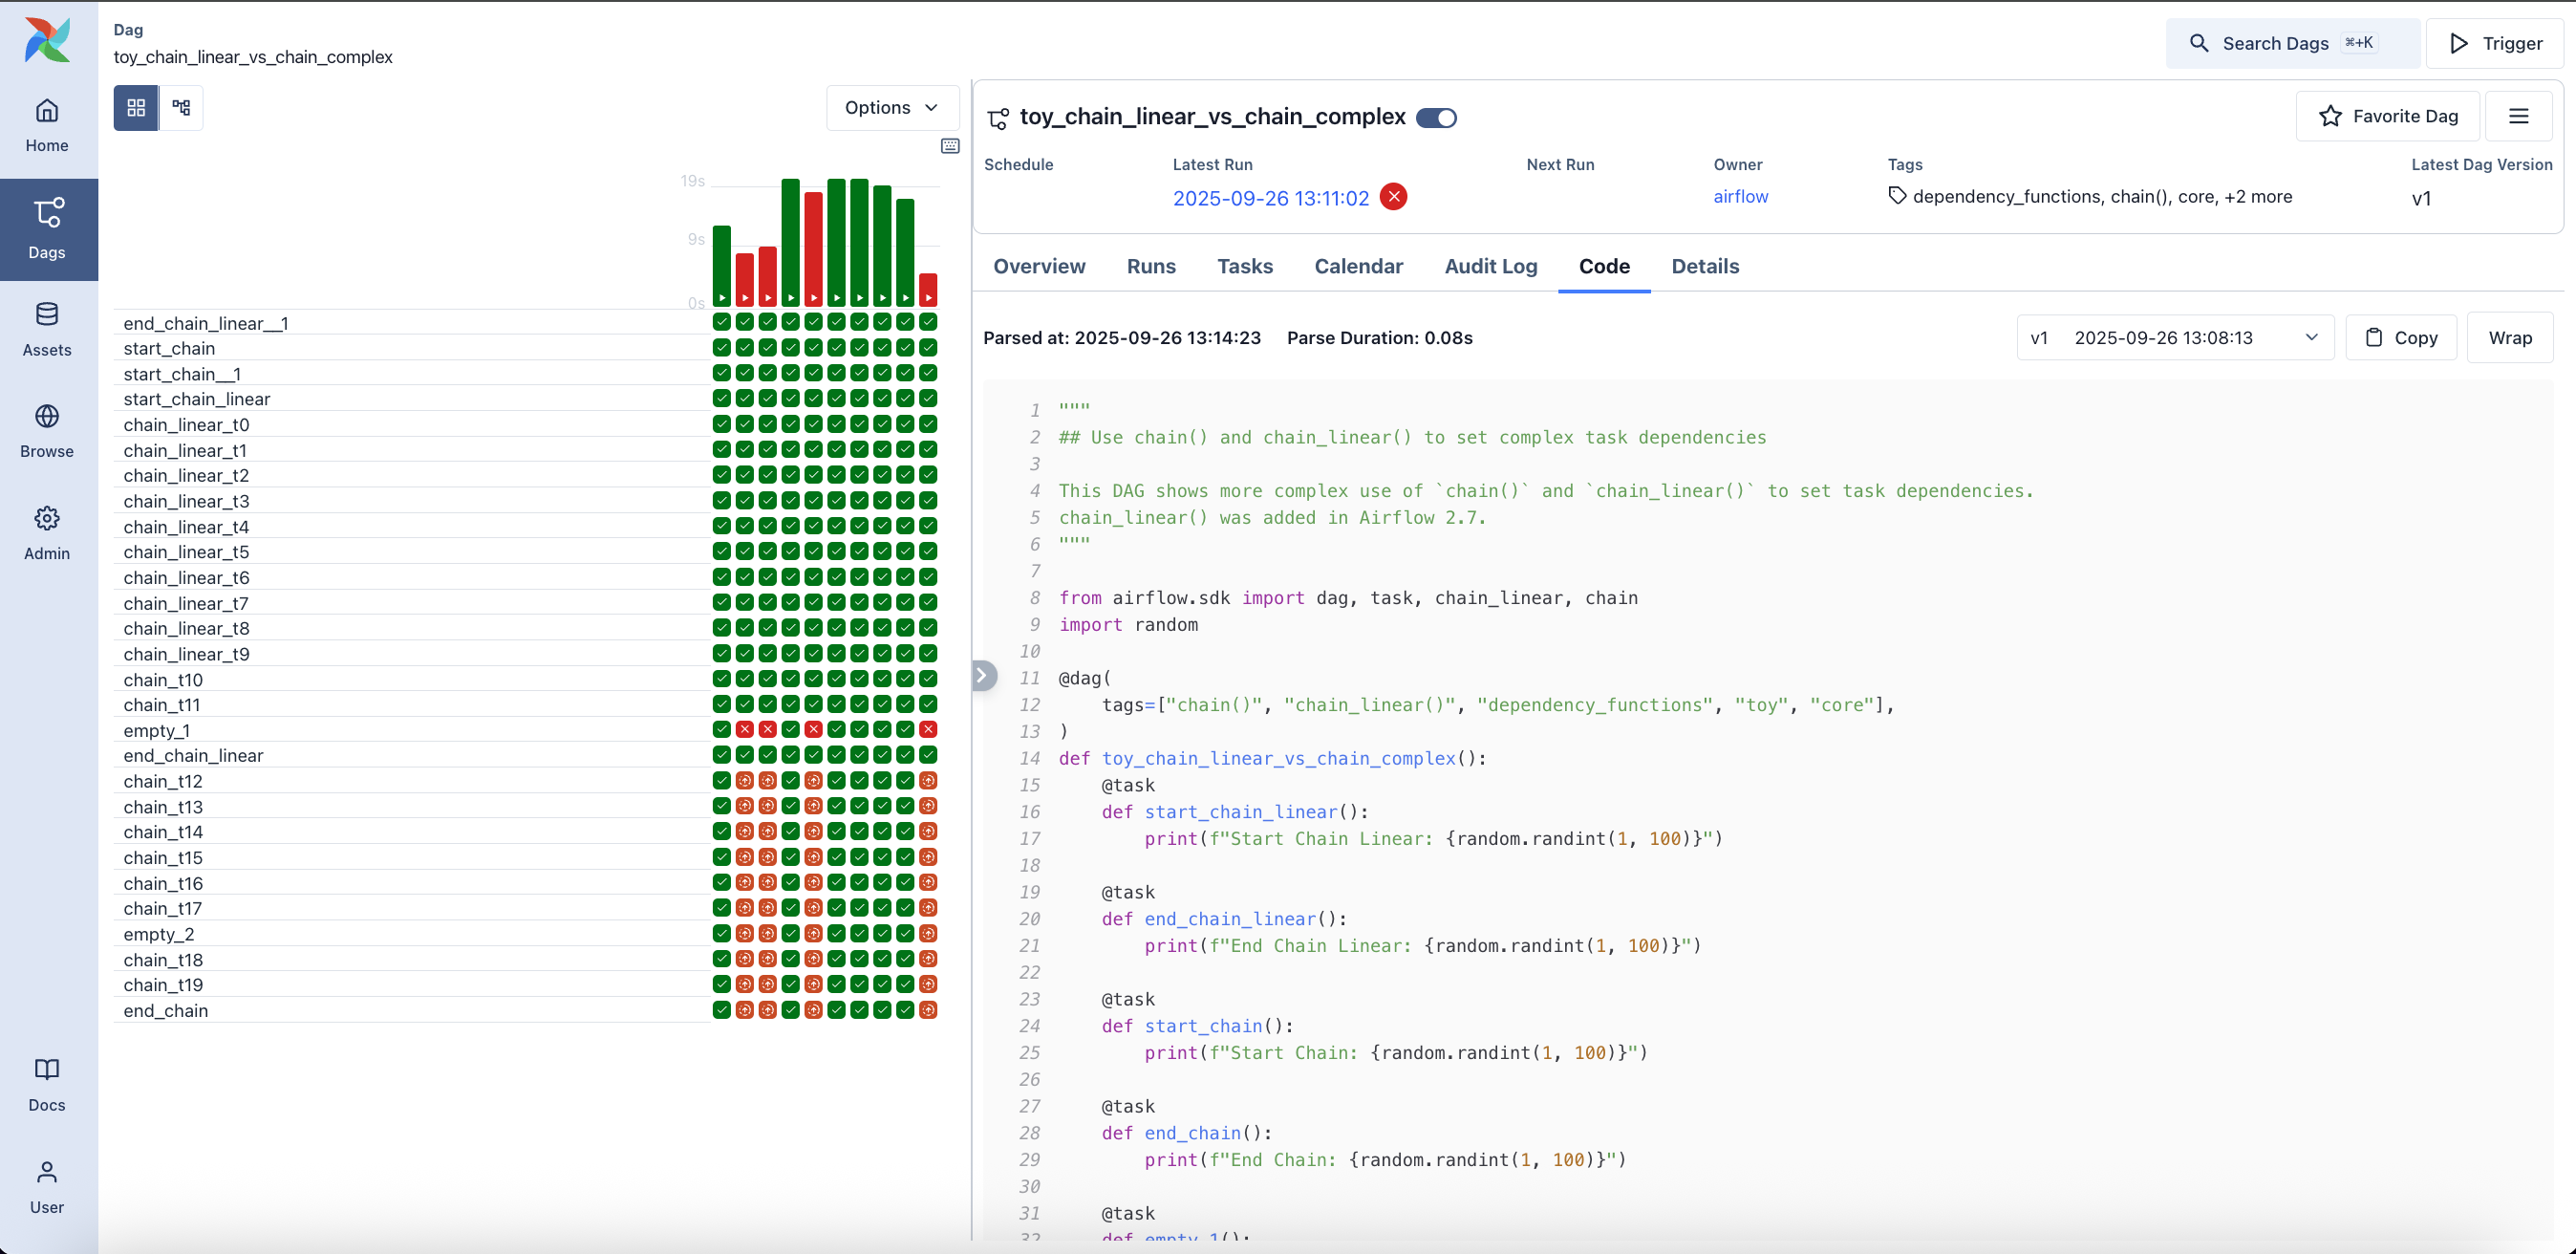 Dag
toy_chain_linear_vs_chain_complex
Search Dags ⌘+K
Trigger
Home
Dags
Assets
Browse
Admin
Docs
User
Options
19s
9s
0s
end_chain_linear__1
start_chain
start_chain__1
start_chain_linear
chain_linear_t0
chain_linear_t1
chain_linear_t2
chain_linear_t3
chain_linear_t4
chain_linear_t5
chain_linear_t6
chain_linear_t7
chain_linear_t8
chain_linear_t9
chain_t10
chain_t11
empty_1
end_chain_linear
chain_t12
chain_t13
chain_t14
chain_t15
chain_t16
chain_t17
empty_2
chain_t18
chain_t19
end_chain
toy_chain_linear_vs_chain_complex
Favorite Dag
Schedule Latest Run Next Run Owner Tags Latest Dag Version
2025-09-26 13:11:02 airflow dependency_functions, chain(), core, +2 more v1
Overview Runs Tasks Calendar Audit Log Code Details
Parsed at: 2025-09-26 13:14:23 Parse Duration: 0.08s v1 2025-09-26 13:08:13 Copy Wrap
1 """
2 ## Use chain() and chain_linear() to set complex task dependencies
3
4 This DAG shows more complex use of `chain()` and `chain_linear()` to set task dependencies.
5 chain_linear() was added in Airflow 2.7.
6 """
7
8 from airflow.sdk import dag, task, chain_linear, chain
9 import random
10
11 @dag(
12     tags=["chain()", "chain_linear()", "dependency_functions", "toy", "core"],
13 )
14 def toy_chain_linear_vs_chain_complex():
15     @task
16     def start_chain_linear():
17         print(f"Start Chain Linear: {random.randint(1, 100)}")
18
19     @task
20     def end_chain_linear():
21         print(f"End Chain Linear: {random.randint(1, 100)}")
22
23     @task
24     def start_chain():
25         print(f"Start Chain: {random.randint(1, 100)}")
26
27     @task
28     def end_chain():
29         print(f"End Chain: {random.randint(1, 100)}")
30
31     @task
32     def empty_1():